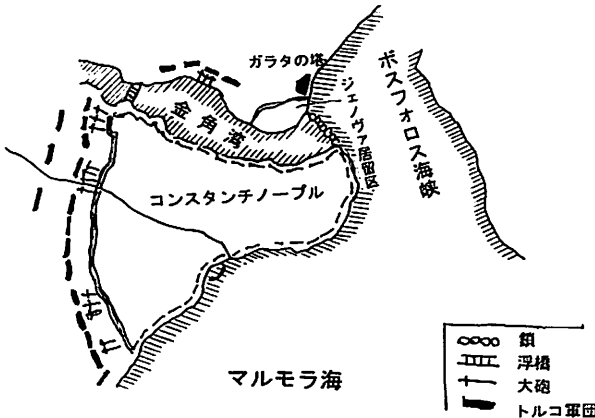 ガラタの塔
ジェノヴァ居留区
ボスフォロス海峡
金角湾
コンスタンチノープル
マルモラ海
鎖
浮橋
大砲
トルコ軍団